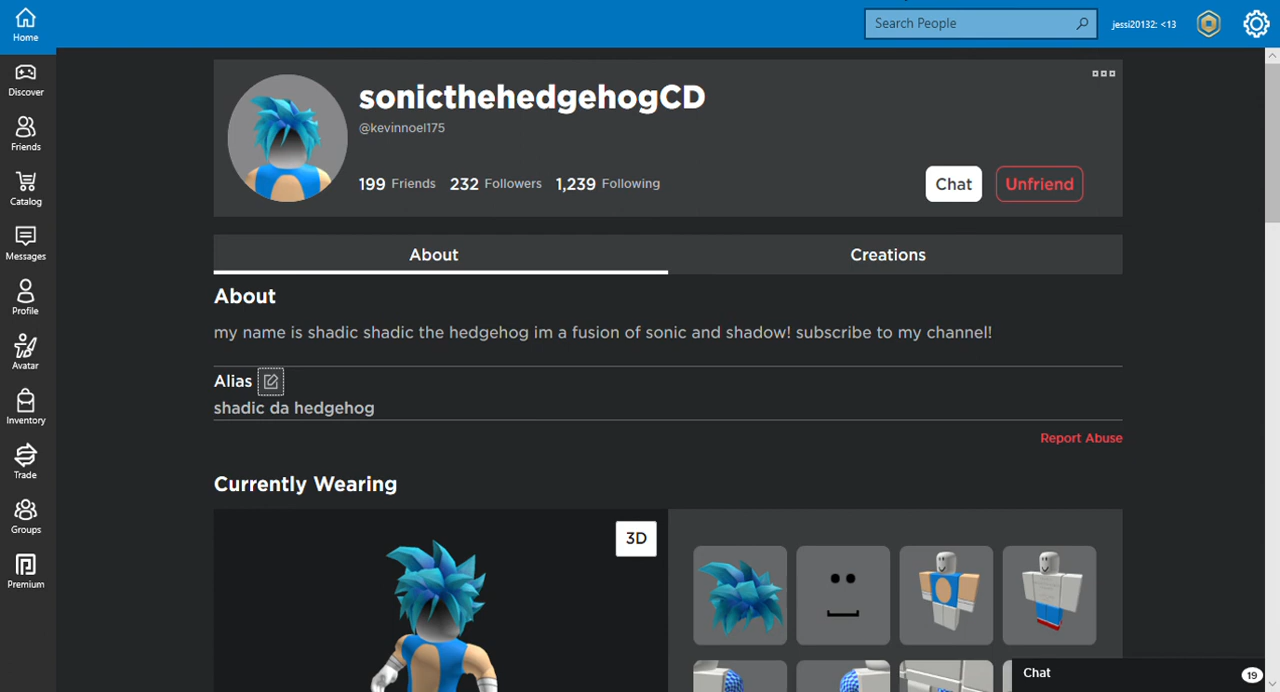 Home
Search People
jessi20132: <13
Discover
Friends
Catalog
Messages
Profile
Avatar
Inventory
Trade
Groups
Premium
sonicthehedgehogCD
@kevinnoel175
199 Friends 232 Followers 1,239 Following
Chat
Unfriend
About
Creations
About
my name is shadic shadic the hedgehog im a fusion of sonic and shadow! subscribe to my channel!
Alias
shadic da hedgehog
Report Abuse
Currently Wearing
3D
Chat
19